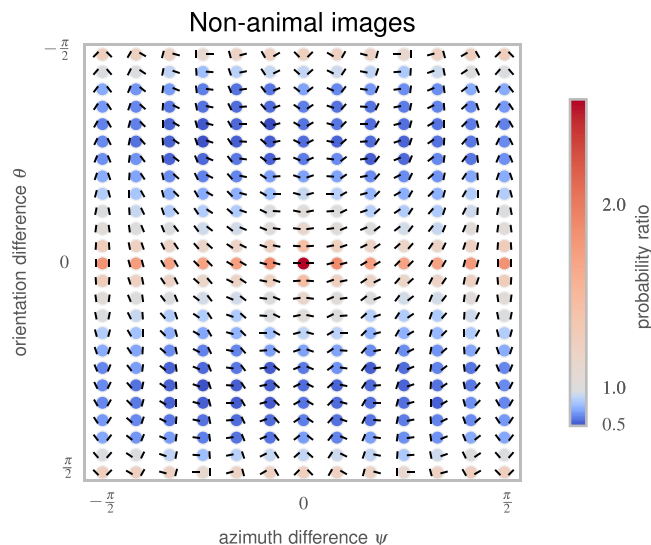 Non-animal images
−π/2
0
π/2
orientation difference θ
−π/2
0
π/2
azimuth difference ψ
2.0
1.0
0.5
probability ratio